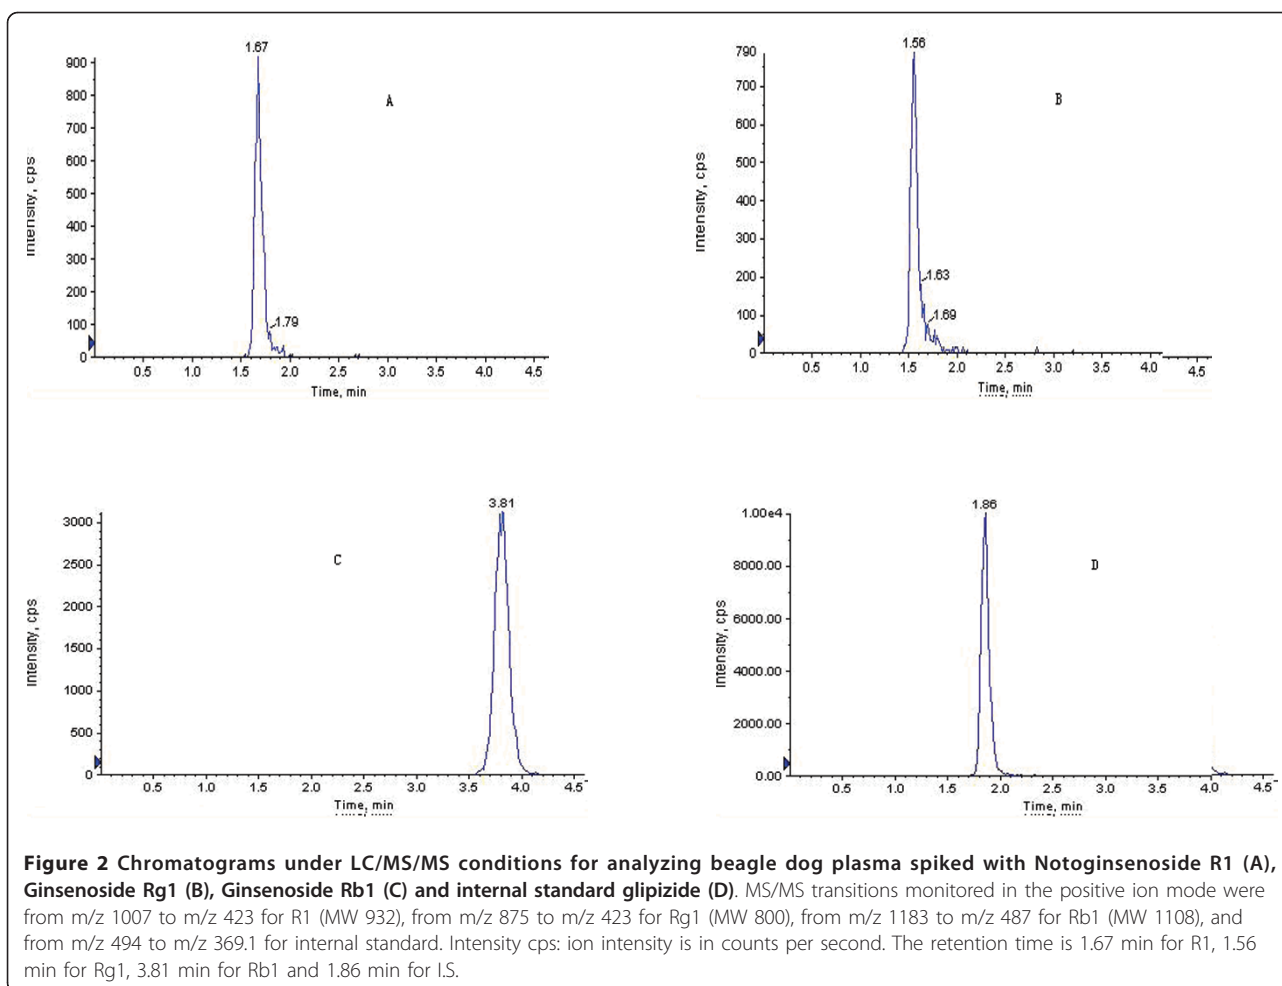 1.67
900
800
700
600
500
400
300
200
100
0
Intensity, cps
A
1.79
0.5 1.0 1.5 2.0 2.5 3.0 3.5 4.0 4.5
Time, min
1.56
790
700
600
500
400
300
200
100
0
Intensity, cps
B
1.63
1.69
0.5 1.0 1.5 2.0 2.5 3.0 3.5 4.0 4.5
Time, min
3.81
3000
2500
2000
1500
1000
500
0
Intensity, cps
C
0.5 1.0 1.5 2.0 2.5 3.0 3.5 4.0 4.5
Time, min
1.86
1.00e4
8000.00
6000.00
4000.00
2000.00
0.00
Intensity, cps
D
0.5 1.0 1.5 2.0 2.5 3.0 3.5 4.0 4.5
Time, min
Figure 2 Chromatograms under LC/MS/MS conditions for analyzing beagle dog plasma spiked with Notoginsenoside R1 (A),
Ginsenoside Rg1 (B), Ginsenoside Rb1 (C) and internal standard glipizide (D). MS/MS transitions monitored in the positive ion mode were
from m/z 1007 to m/z 423 for R1 (MW 932), from m/z 875 to m/z 423 for Rg1 (MW 800), from m/z 1183 to m/z 487 for Rb1 (MW 1108), and
from m/z 494 to m/z 369.1 for internal standard. Intensity cps: ion intensity is in counts per second. The retention time is 1.67 min for R1, 1.56
min for Rg1, 3.81 min for Rb1 and 1.86 min for I.S.